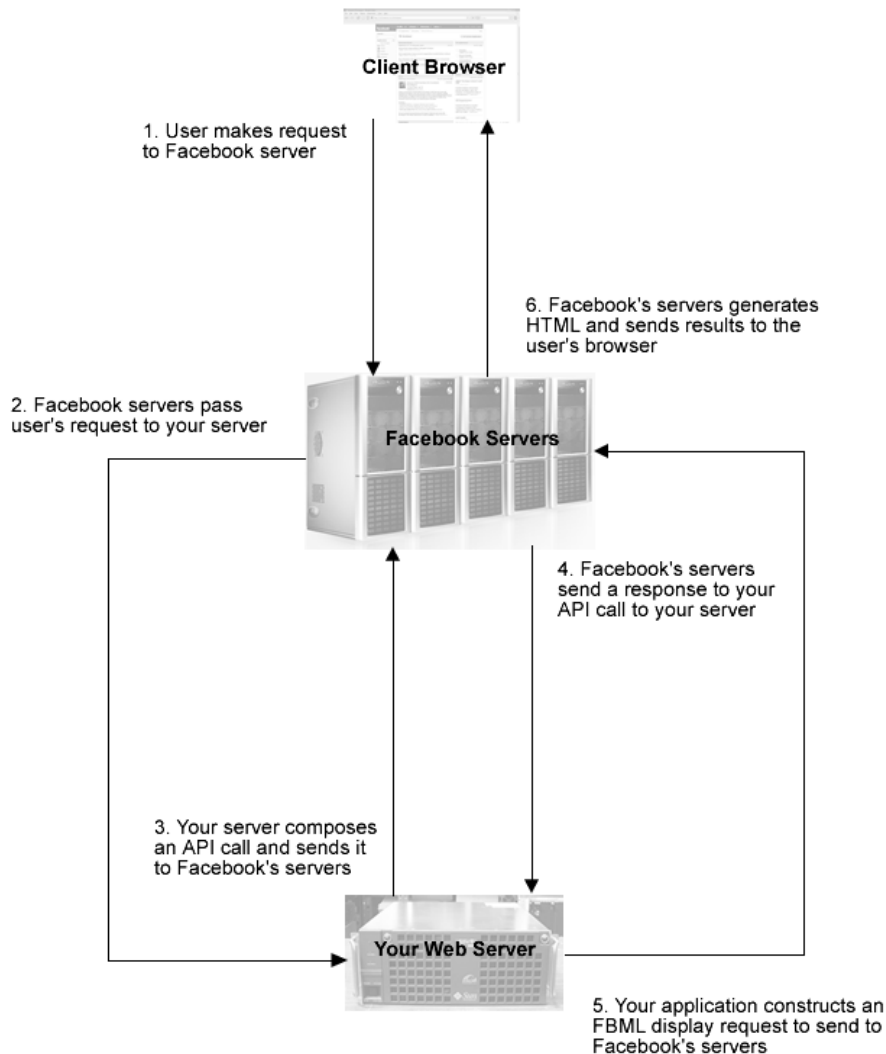 Client Browser
1. User makes request
to Facebook server
6. Facebook's servers generates
HTML and sends results to the
user's browser
2. Facebook servers pass
user's request to your server
Facebook Servers
4. Facebook's servers
send a response to your
API call to your server
3. Your server composes
an API call and sends it
to Facebook's servers
Your Web Server
5. Your application constructs an
FBML display request to send to
Facebook's servers